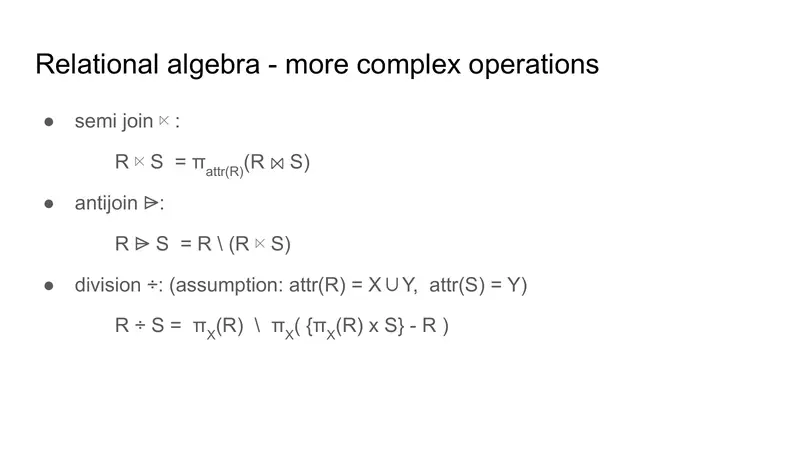 Relational algebra - more complex operations
● semi join ⋉ :
R ⋉ S = π_attr(R)(R ⋈ S)
● antijoin ⩥:
R ⩥ S = R \ (R ⋉ S)
● division ÷: (assumption: attr(R) = X∪Y, attr(S) = Y)
R ÷ S = π_X(R) \ π_X( {π_X(R) x S} - R )